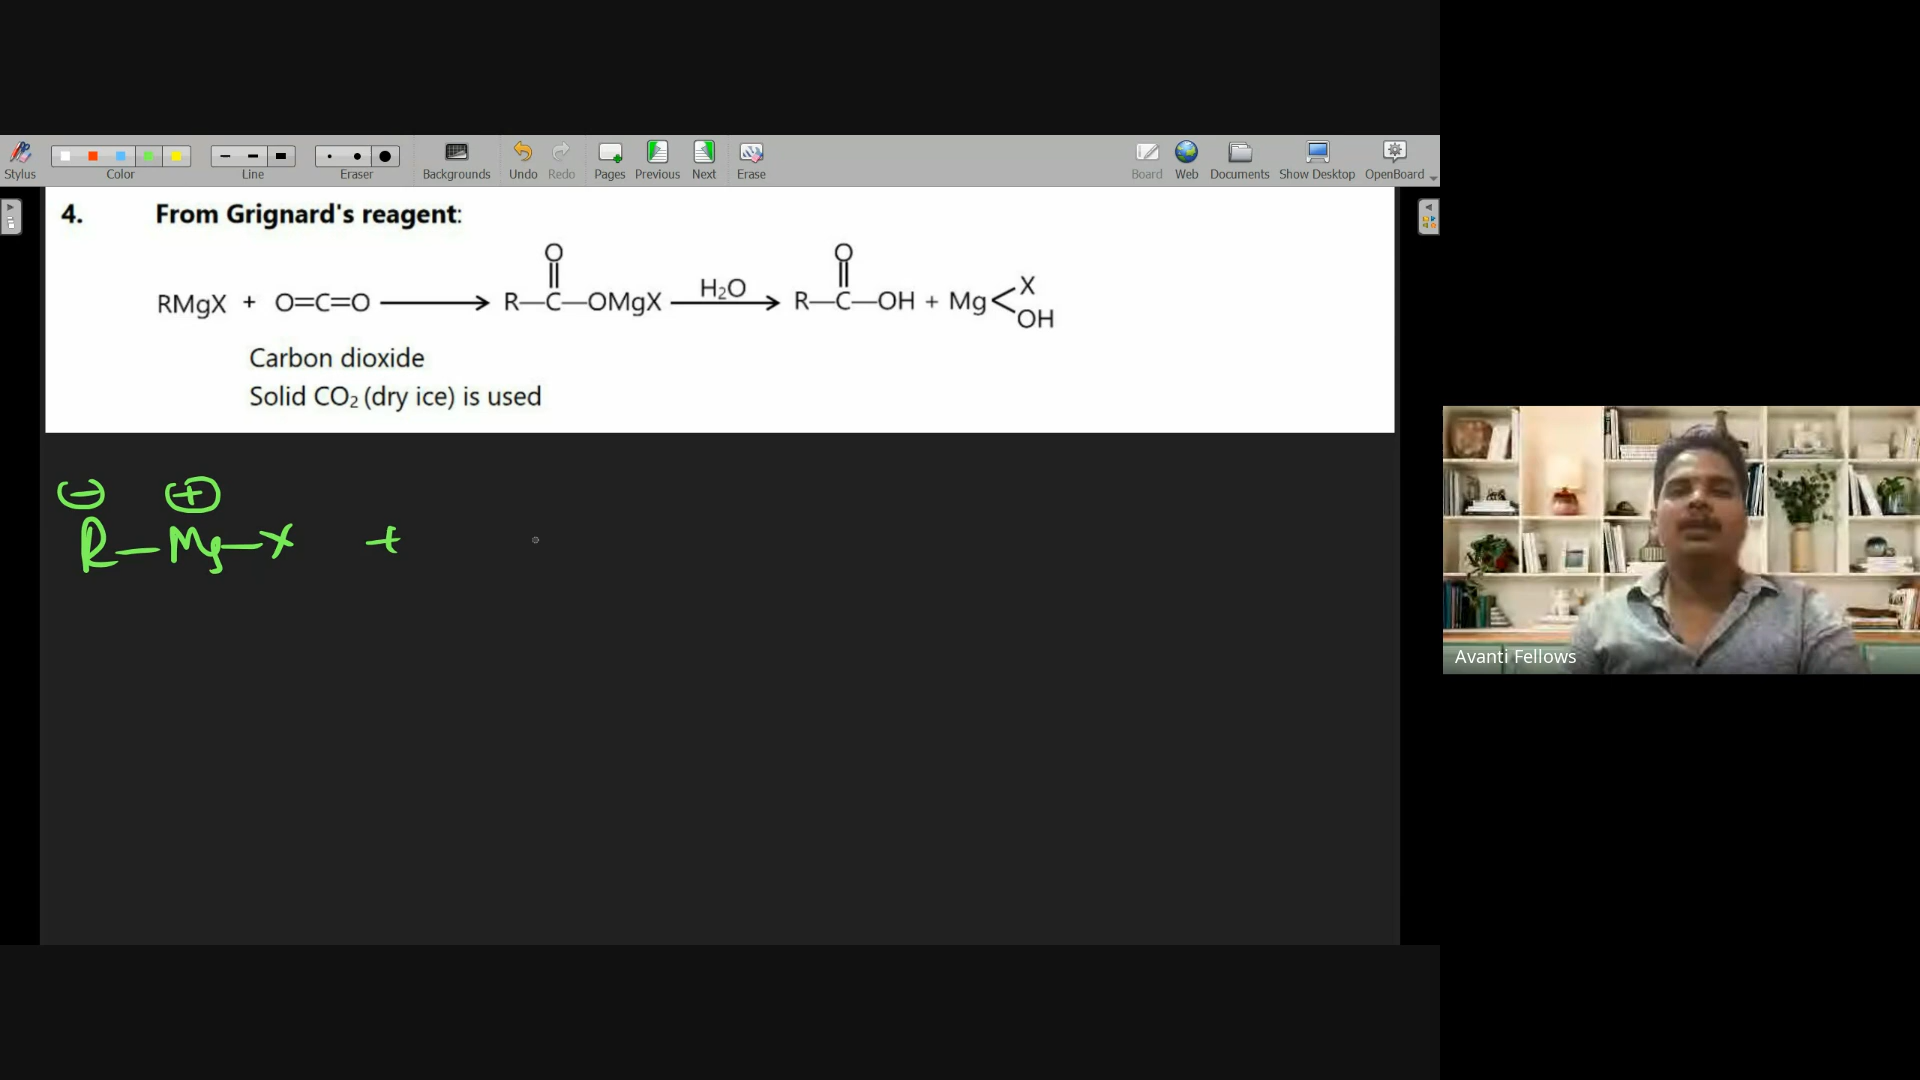 Stylus Color Line Eraser Backgrounds Undo Redo Pages Previous Next Erase Board Web Documents Show Desktop OpenBoard
4. From Grignard's reagent:
O O
RMgX + O=C=O ⟶ R—C—OMgX H₂O ⟶ R—C—OH + Mg X
OH
Carbon dioxide
Solid CO₂ (dry ice) is used
⊖ ⊕
R—Mg—X +
Avanti Fellows